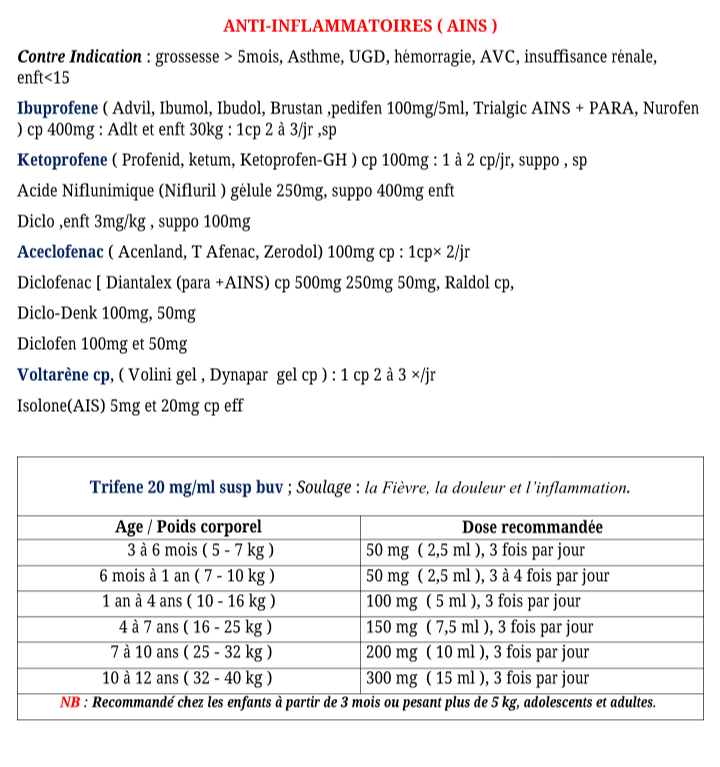 ANTI-INFLAMMATOIRES ( AINS )
Contre Indication : grossesse > 5mois, Asthme, UGD, hémorragie, AVC, insuffisance rénale,
enft<15
Ibuprofene ( Advil, Ibumol, Ibudol, Brustan ,pedifen 100mg/5ml, Trialgic AINS + PARA, Nurofen
) cp 400mg : Adlt et enft 30kg : 1cp 2 à 3/jr ,sp
Ketoprofene ( Profenid, ketum, Ketoprofen-GH ) cp 100mg : 1 à 2 cp/jr, suppo , sp
Acide Niflunimique (Nifluril ) gélule 250mg, suppo 400mg enft
Diclo ,enft 3mg/kg , suppo 100mg
Aceclofenac ( Acenland, T Afenac, Zerodol) 100mg cp : 1cp× 2/jr
Diclofenac [ Diantalex (para +AINS) cp 500mg 250mg 50mg, Raldol cp,
Diclo-Denk 100mg, 50mg
Diclofen 100mg et 50mg
Voltarène cp, ( Volini gel , Dynapar  gel cp ) : 1 cp 2 à 3 ×/jr
Isolone(AIS) 5mg et 20mg cp eff
Trifene 20 mg/ml susp buv ; Soulage : la Fièvre, la douleur et l’inflammation.
Age / Poids corporel Dose recommandée
3 à 6 mois ( 5 - 7 kg ) 50 mg  ( 2,5 ml ), 3 fois par jour
6 mois à 1 an ( 7 - 10 kg ) 50 mg  ( 2,5 ml ), 3 à 4 fois par jour
1 an à 4 ans ( 10 - 16 kg ) 100 mg  ( 5 ml ), 3 fois par jour
4 à 7 ans ( 16 - 25 kg ) 150 mg  ( 7,5 ml ), 3 fois par jour
7 à 10 ans ( 25 - 32 kg ) 200 mg  ( 10 ml ), 3 fois par jour
10 à 12 ans ( 32 - 40 kg ) 300 mg  ( 15 ml ), 3 fois par jour
NB : Recommandé chez les enfants à partir de 3 mois ou pesant plus de 5 kg, adolescents et adultes.